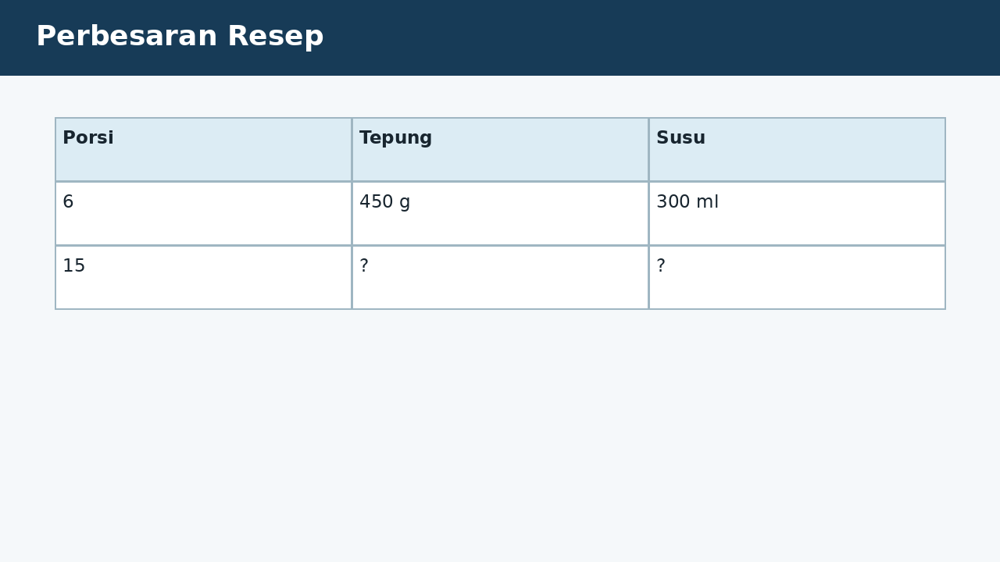 Perbesaran Resep
Porsi Tepung Susu
6 450 g 300 ml
15 ? ?